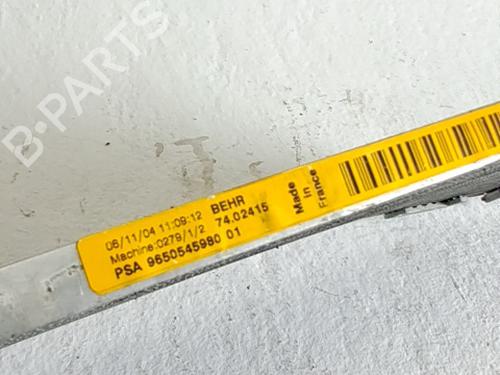 B-PARTS
06/11/04 11:09:12 BEHR
Machine:0279/1/2 74.02415
PSA 9650545980 01
Made
in
France